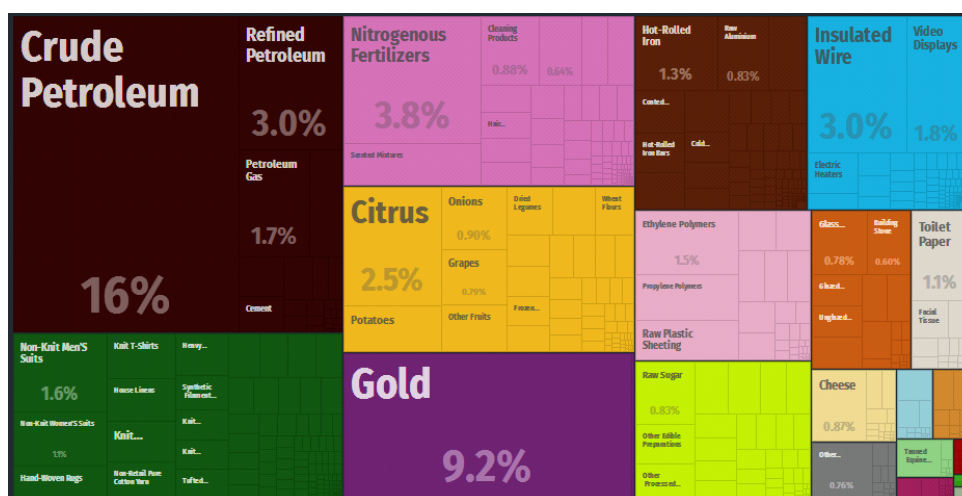 Crude
Petroleum
16%
Refined
Petroleum
3.0%
Petroleum
Gas
1.7%
Cement
Nitrogenous
Fertilizers
3.8%
Cleaning
Products
0.88%
0.64%
Hair...
Scented Mixtures
Hot-Rolled
Iron
1.3%
Raw
Aluminium
0.83%
Coated...
Hot-Rolled
Iron Bars
Cold...
Insulated
Wire
3.0%
Video
Displays
1.8%
Electric
Heaters
Citrus
2.5%
Potatoes
Onions
0.90%
Grapes
0.79%
Other Fruits
Dried
Legumes
Frozen...
Wheat
Flours
Ethylene Polymers
1.5%
Propylene Polymers
Raw Plastic
Sheeting
Glass...
0.78%
Building
Stone
0.60%
Glazed...
Unglazed...
Toilet
Paper
1.1%
Facial
Tissue
Non-Knit Men'S
Suits
1.6%
Non-Knit Women'S Suits
1.1%
Hand-Woven Rugs
Knit T-Shirts
House Linens
Knit...
Non-Retail Pure
Cotton Yarn
Heavy...
Synthetic
Filament...
Knit...
Knit...
Tufted...
Gold
9.2%
Raw Sugar
0.83%
Other Edible
Preparations
Other
Processed...
Cheese
0.87%
Other...
0.76%
Tanned
Equine...